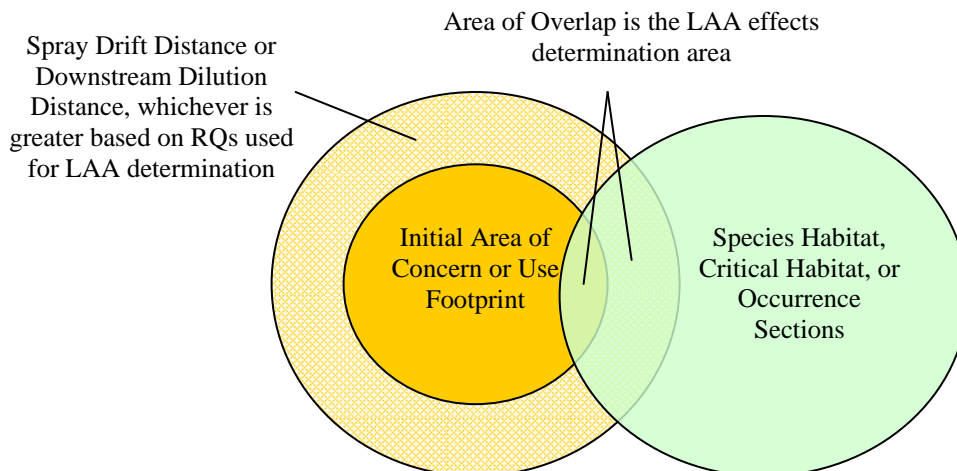 Spray Drift Distance or
Downstream Dilution
Distance, whichever is
greater based on RQs used
for LAA determination
Area of Overlap is the LAA effects
determination area
Initial Area of
Concern or Use
Footprint
Species Habitat,
Critical Habitat, or
Occurrence
Sections